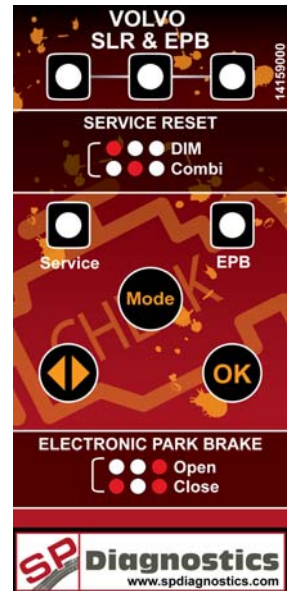 VOLVO
SLR & EPB
14159000
SERVICE RESET
DIM
Combi
Service
EPB
CHECK
Mode
OK
ELECTRONIC PARK BRAKE
Open
Close
SP Diagnostics
www.spdiagnostics.com